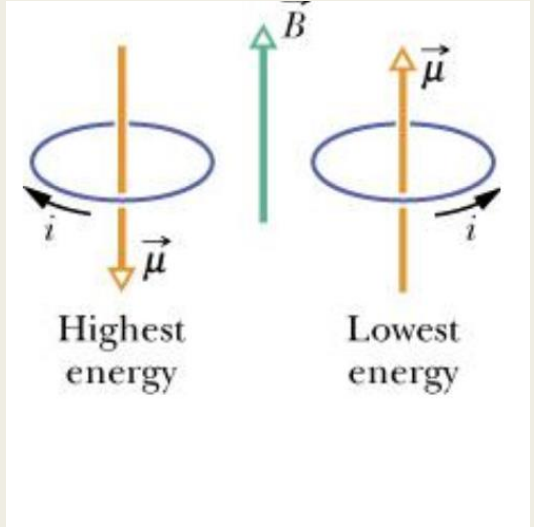 B⃗
μ⃗
i
μ⃗
i
Highest
energy
Lowest
energy